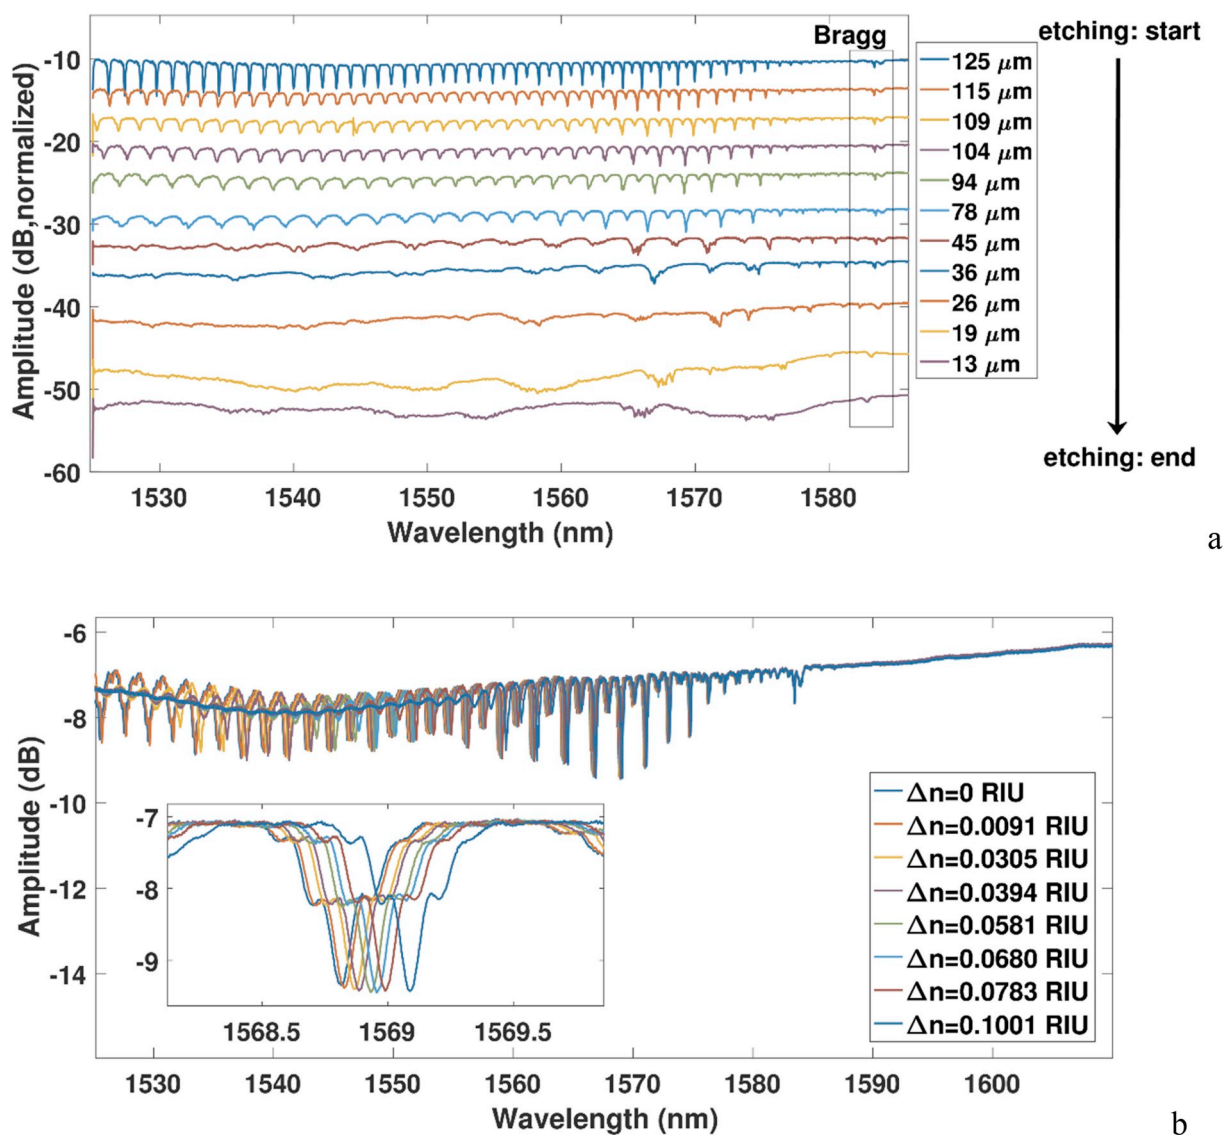 a
Bragg
etching: start
-10
-20
-30
-40
-50
-60
Amplitude (dB,normalized)
125 μm
115 μm
109 μm
104 μm
94 μm
78 μm
45 μm
36 μm
26 μm
19 μm
13 μm
etching: end
1530 1540 1550 1560 1570 1580
Wavelength (nm)
b
-6
-8
-10
-12
-14
Amplitude (dB)
-7
-8
-9
1568.5 1569 1569.5
Δn=0 RIU
Δn=0.0091 RIU
Δn=0.0305 RIU
Δn=0.0394 RIU
Δn=0.0581 RIU
Δn=0.0680 RIU
Δn=0.0783 RIU
Δn=0.1001 RIU
1530 1540 1550 1560 1570 1580 1590 1600
Wavelength (nm)